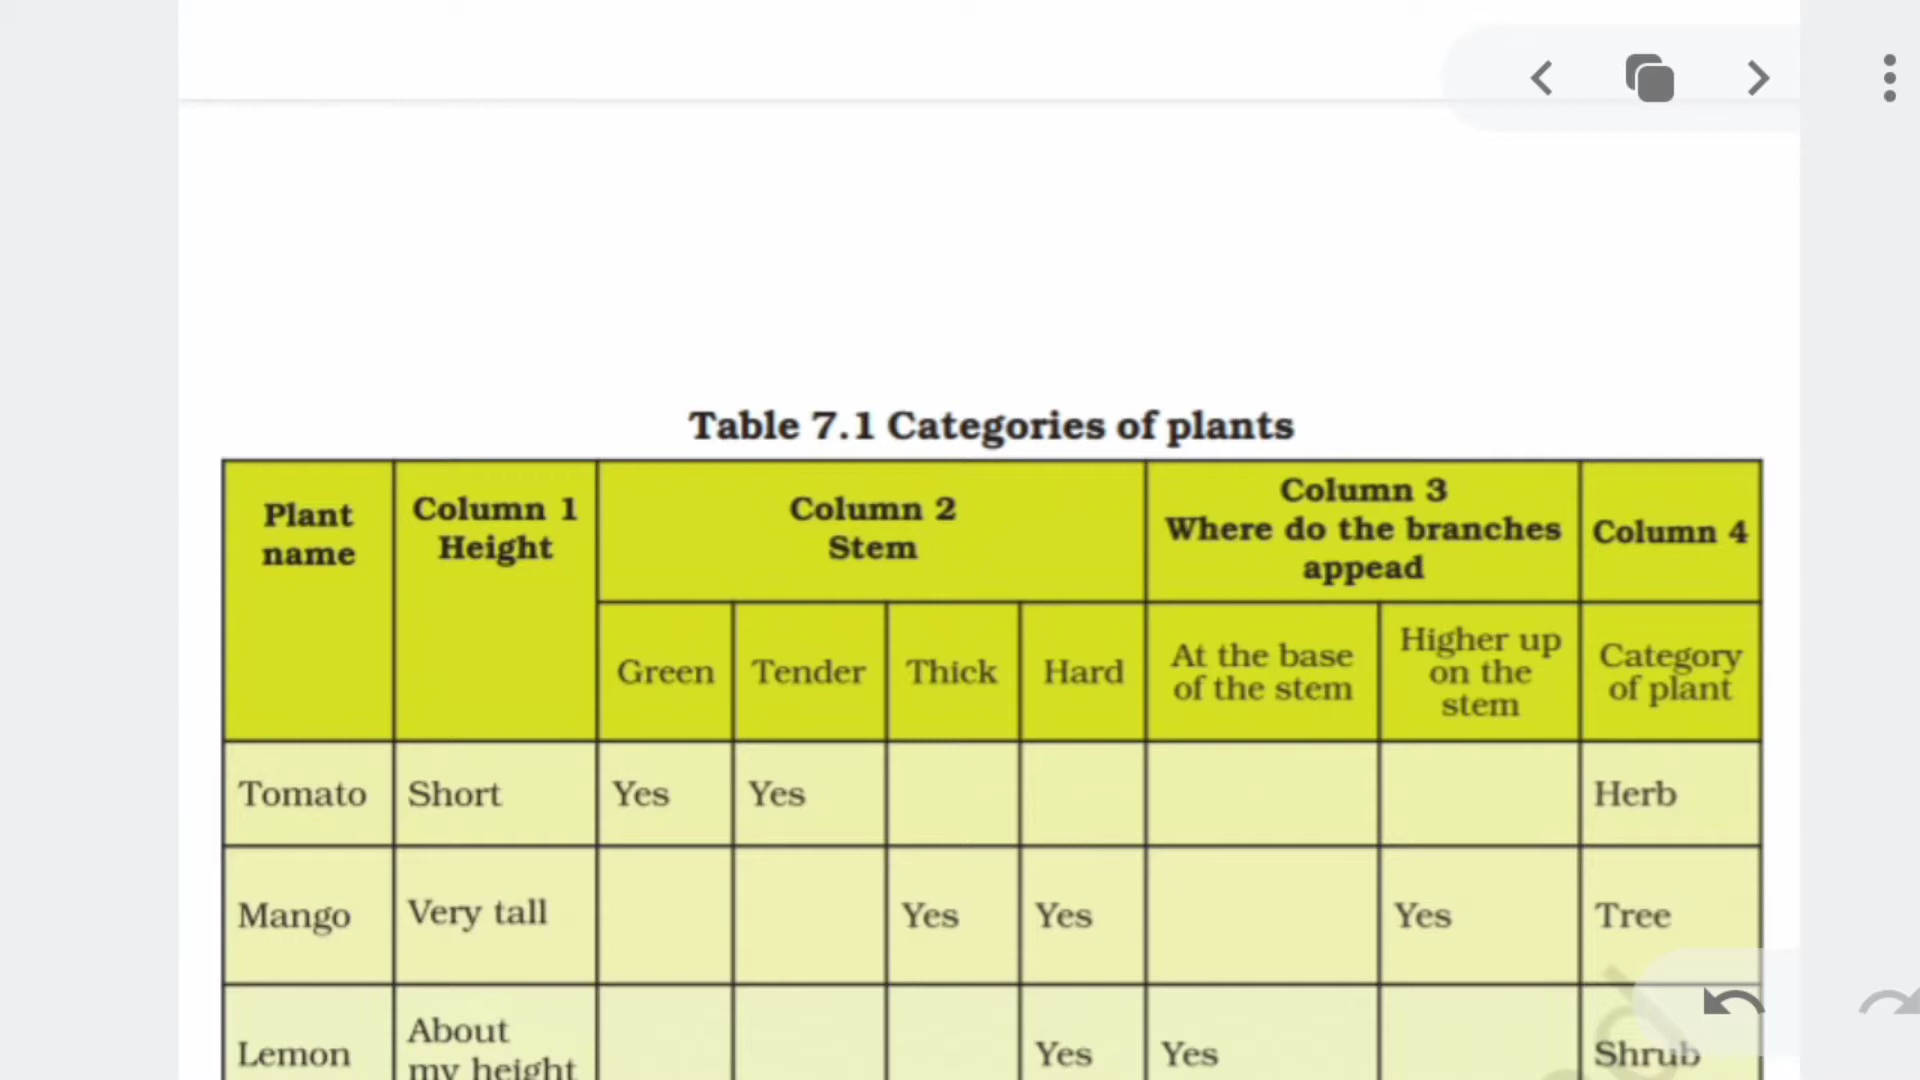 Table 7.1 Categories of plants
Plant name
Column 1 Height
Column 2 Stem
Column 3 Where do the branches appead
Column 4
Green
Tender
Thick
Hard
At the base of the stem
Higher up on the stem
Category of plant
Tomato Short Yes Yes Herb
Mango Very tall Yes Yes Yes Tree
Lemon About my height Yes Yes Shrub